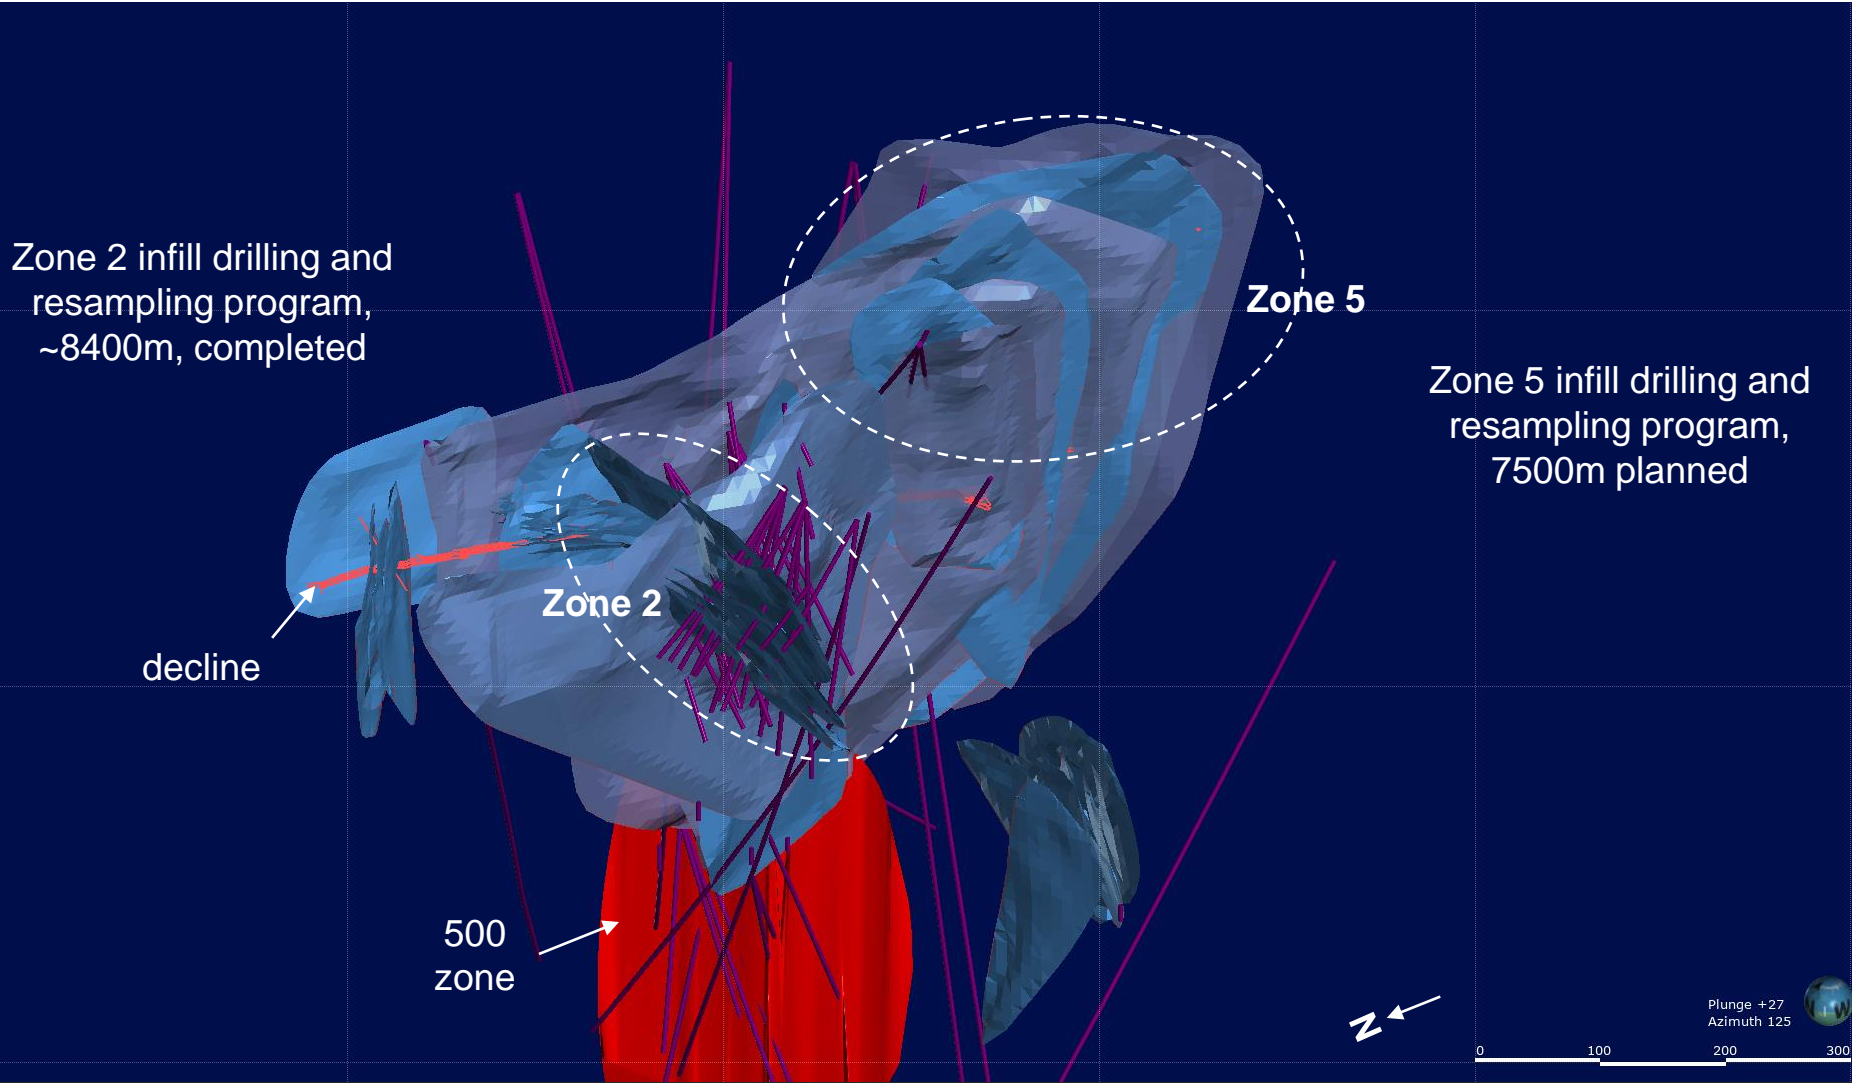 Zone 2 infill drilling and
resampling program,
~8400m, completed
Zone 5
Zone 5 infill drilling and
resampling program,
7500m planned
Zone 2
decline
500
zone
N
Plunge +27
Azimuth 125
0 100 200 300